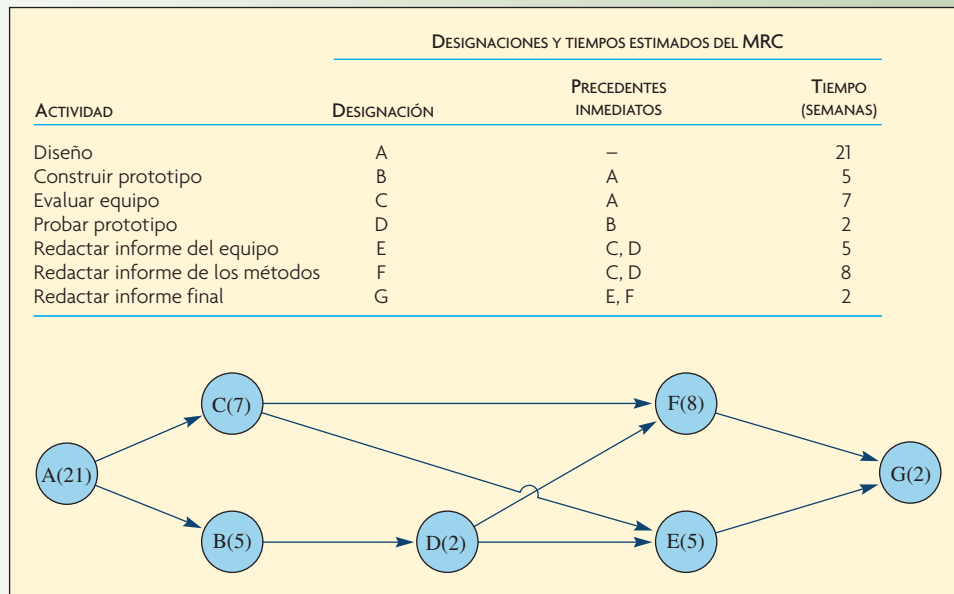 DESIGNACIONES Y TIEMPOS ESTIMADOS DEL MRC
ACTIVIDAD DESIGNACIÓN PRECEDENTES INMEDIATOS TIEMPO (SEMANAS)
Diseño A – 21
Construir prototipo B A 5
Evaluar equipo C A 7
Probar prototipo D B 2
Redactar informe del equipo E C, D 5
Redactar informe de los métodos F C, D 8
Redactar informe final G E, F 2
C(7)
F(8)
A(21)
G(2)
B(5)
D(2)
E(5)